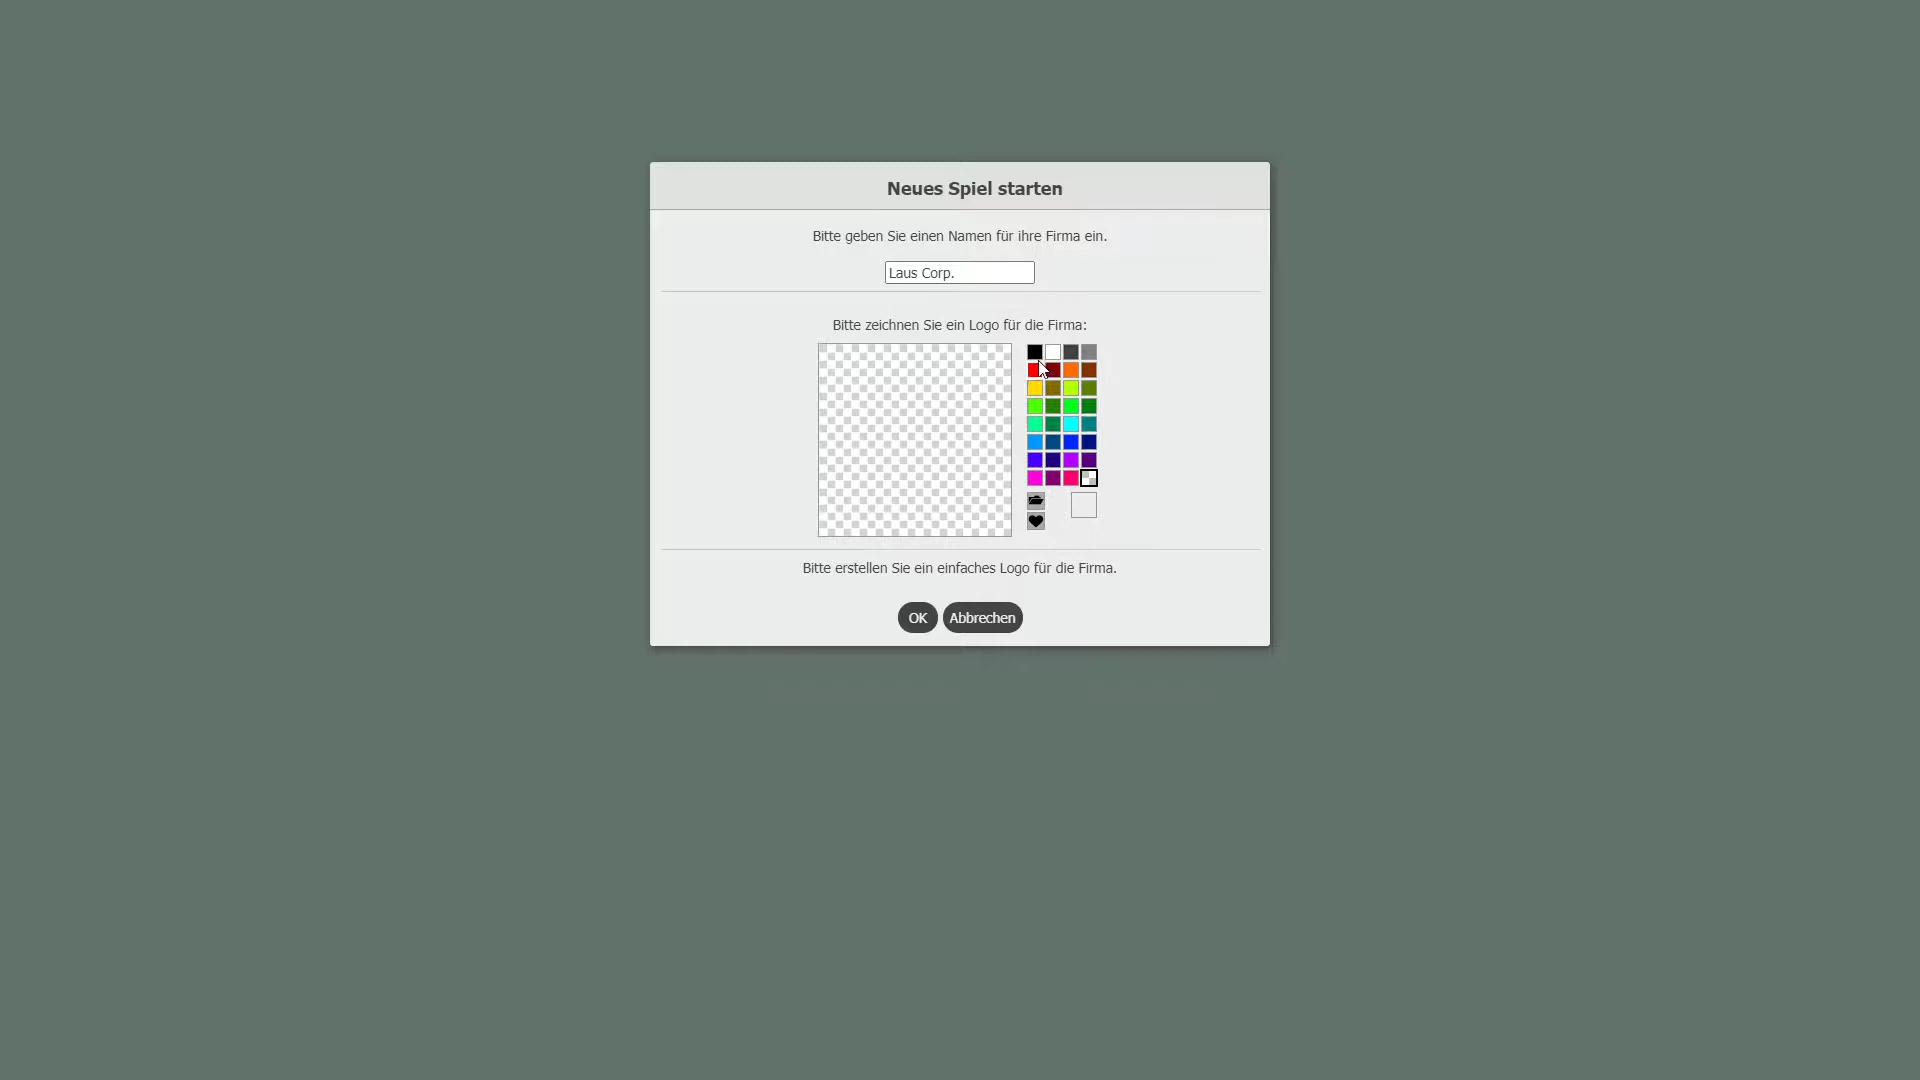 Neues Spiel starten
Bitte geben Sie einen Namen für ihre Firma ein.
Laus Corp.
Bitte zeichnen Sie ein Logo für die Firma:
Bitte erstellen Sie ein einfaches Logo für die Firma.
OK Abbrechen